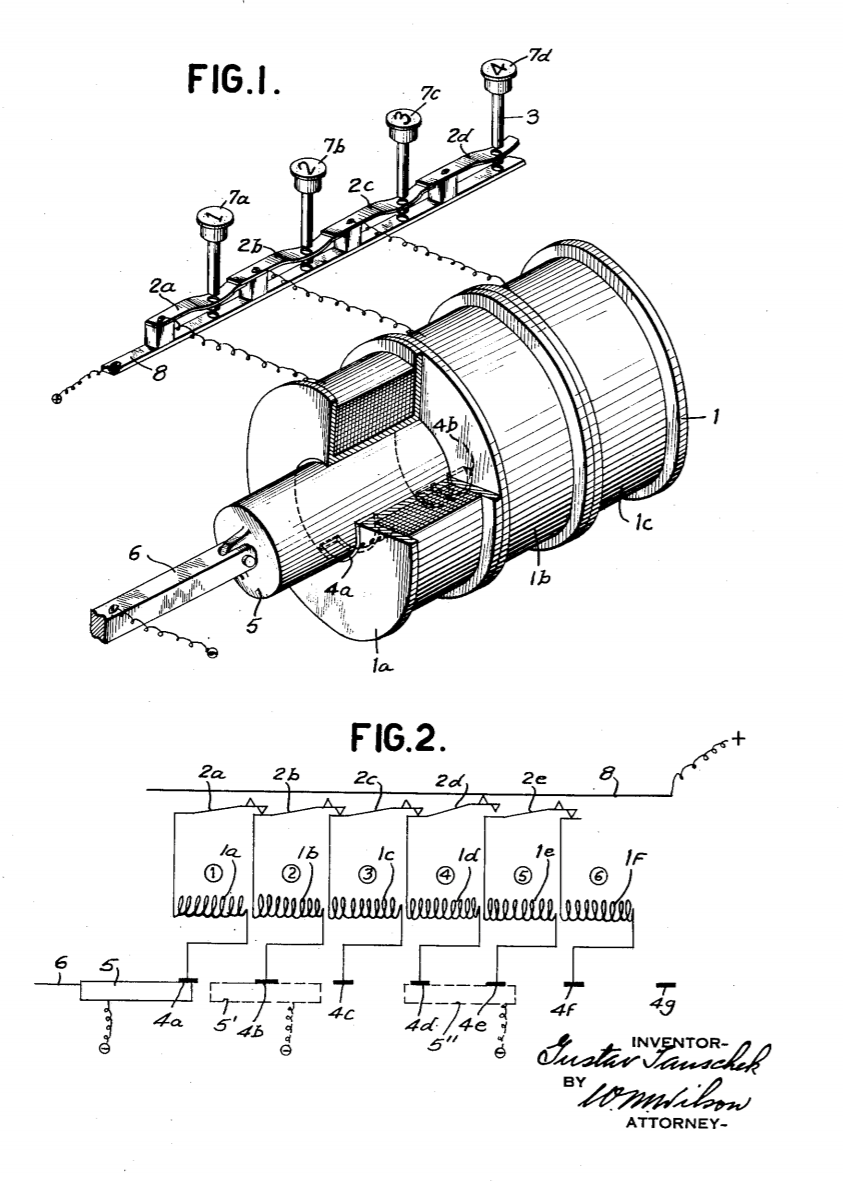 FIG.1.
7d
4
7c
3
3
7b
2d
2
7a
2c
1
2b
2a
8
4b
1
1c
6
1b
4a
5
1a
FIG.2.
+
2a 2b 2c 2d 2e 8
1a 1b 1c 1d 1e 1F
① ② ③ ④ ⑤ ⑥
6 5
4a 5' 4b 4c 4d 5'' 4e 4f 4g
INVENTOR-
Gustav Tauschek
BY
W.M.Wilson
ATTORNEY-